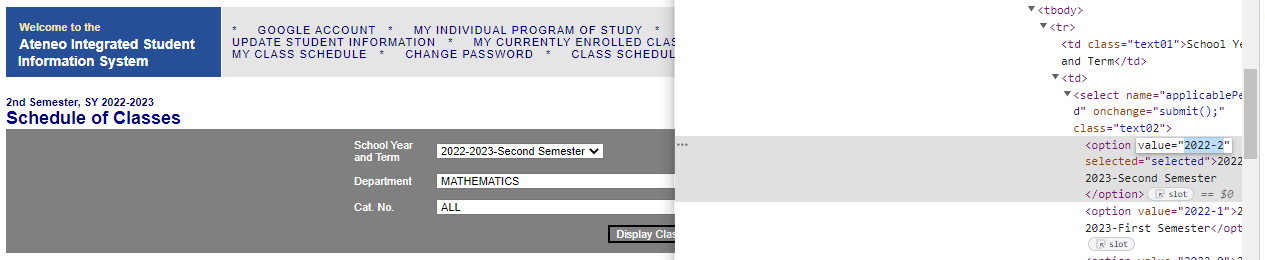 Welcome to the
Ateneo Integrated Student
Information System
* GOOGLE ACCOUNT * MY INDIVIDUAL PROGRAM OF STUDY *
UPDATE STUDENT INFORMATION * MY CURRENTLY ENROLLED CLAS
MY CLASS SCHEDULE * CHANGE PASSWORD * CLASS SCHEDUL
2nd Semester, SY 2022-2023
Schedule of Classes
School Year
and Term
2022-2023-Second Semester
Department
MATHEMATICS
Cat. No.
ALL
Display Clas
<tbody>
<tr>
<td class="text01">School Ye
and Term</td>
<td>
<select name="applicablePe
d" onchange="submit();"
class="text02">
… <option value="2022-2"
selected="selected">2022
2023-Second Semester
</option> slot == $0
<option value="2022-1">2
2023-First Semester</opt
slot